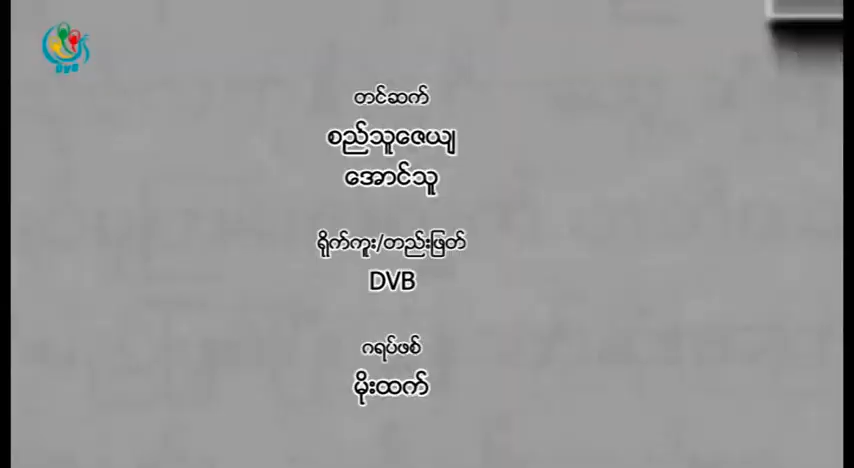 တင်ဆက်
စည်သူဇေယျ
အောင်သူ
ရိုက်ကူး/တည်းဖြတ်
DVB
ဂရပ်ဖစ်
မိုးထက်